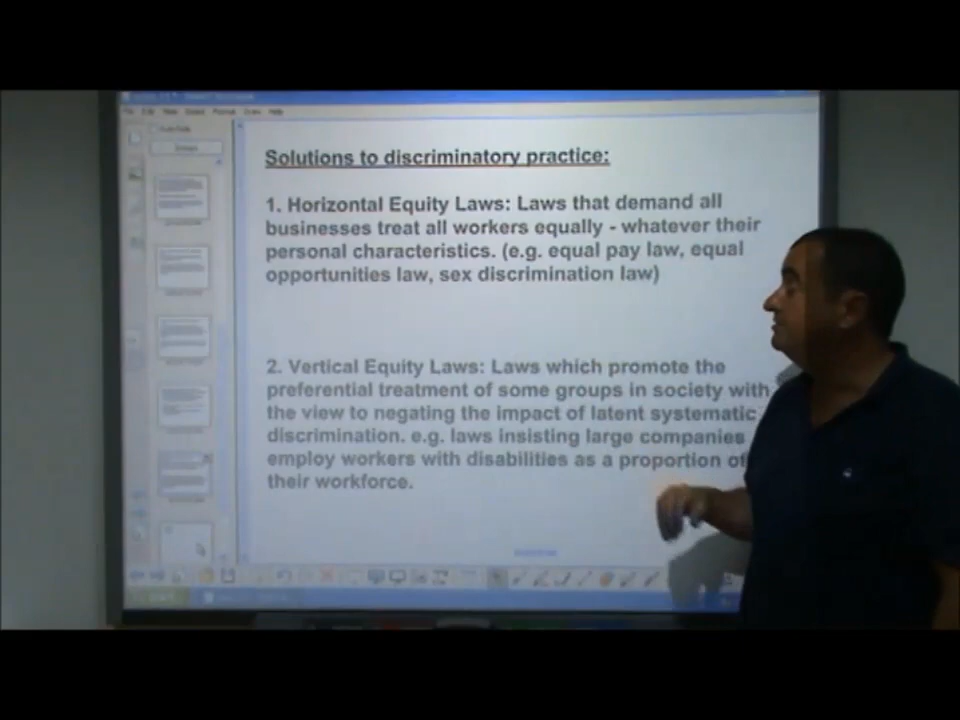 Solutions to discriminatory practice:
1. Horizontal Equity Laws: Laws that demand all
businesses treat all workers equally - whatever their
personal characteristics. (e.g. equal pay law, equal
opportunities law, sex discrimination law)
2. Vertical Equity Laws: Laws which promote the
preferential treatment of some groups in society with
the view to negating the impact of latent systematic
discrimination. e.g. laws insisting large companies
employ workers with disabilities as a proportion of
their workforce.